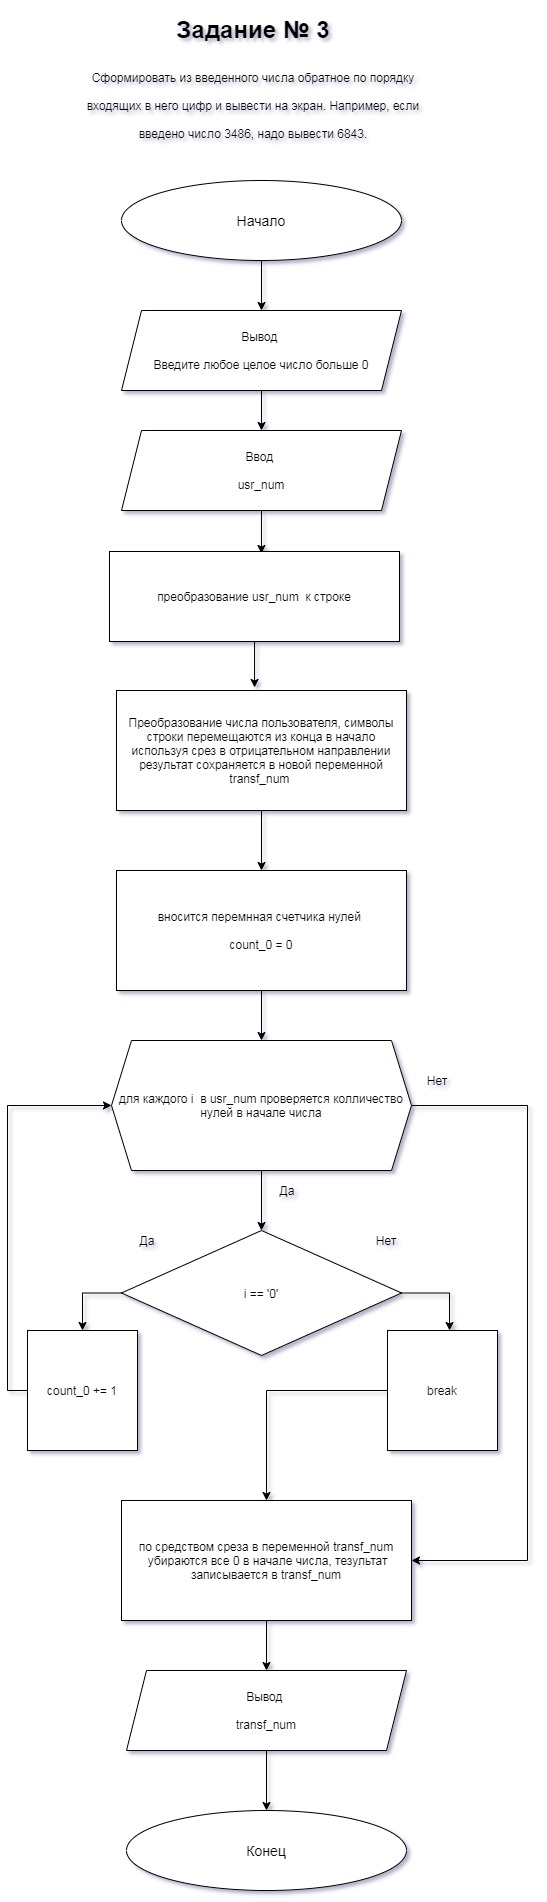 Задание № 3
Сформировать из введенного числа обратное по порядку
входящих в него цифр и вывести на экран. Например, если
введено число 3486, надо вывести 6843.
Начало
Вывод
Введите любое целое число больше 0
Ввод
usr_num
преобразование usr_num к строке
Преобразование числа пользователя, символы
строки перемещаются из конца в начало
используя срез в отрицательном направлении
результат сохраняется в новой переменной
transf_num
вносится перемнная счетчика нулей
count_0 = 0
для каждого i в usr_num проверяется колличество
нулей в начале числа
Нет
Да
Да
Нет
i == '0'
count_0 += 1
break
по средством среза в переменной transf_num
убираются все 0 в начале числа, тезультат
записывается в transf_num
Вывод
transf_num
Конец